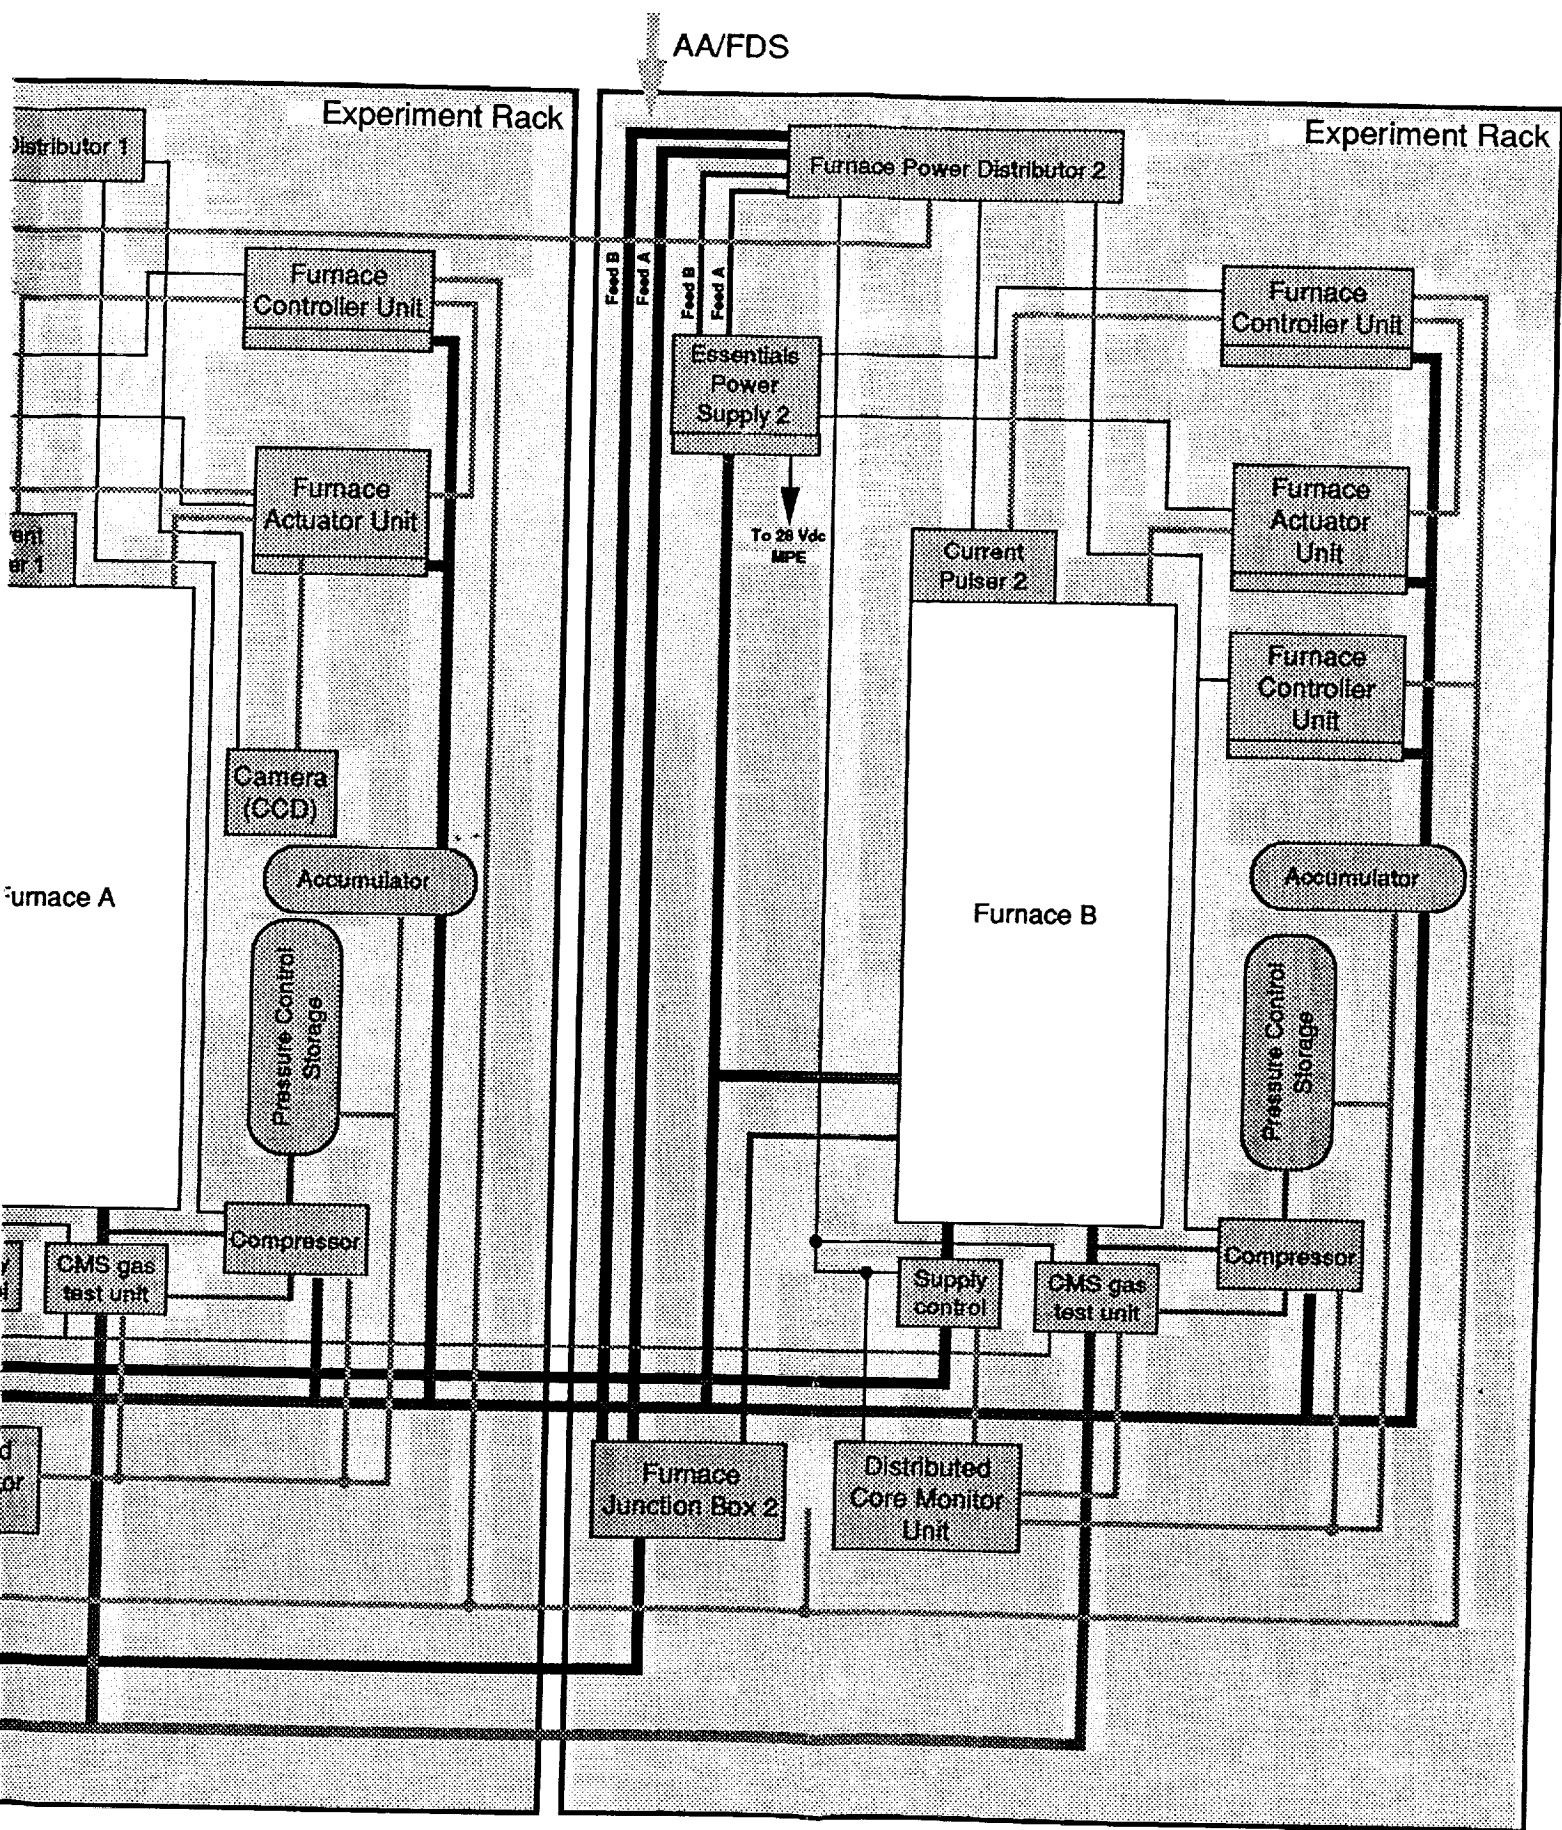 AA/FDS
Experiment Rack
Distributor 1
Furnace
Controller Unit
Furnace
Actuator Unit
Camera
(CCD)
Accumulator
Furnace A
Pressure Control
Storage
Compressor
CMS gas
test unit
Experiment Rack
Furnace Power Distributor 2
Feed B
Feed A
Feed B
Feed A
Essentials
Power
Supply 2
To 28 Vdc
MPE
Furnace
Controller Unit
Furnace
Actuator
Unit
Current
Pulser 2
Furnace
Controller
Unit
Accumulator
Furnace B
Pressure Control
Storage
Compressor
Supply
control
CMS gas
test unit
Furnace
Junction Box 2
Distributed
Core Monitor
Unit